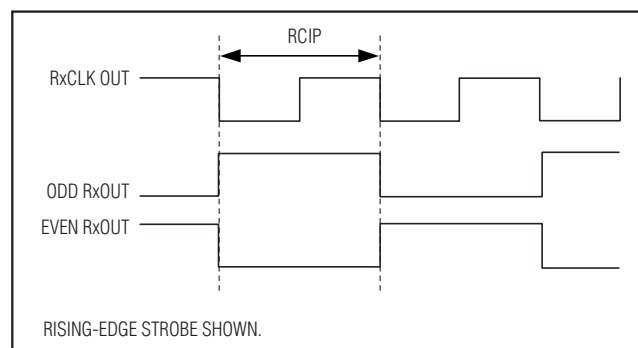 RCIP
RxCLK OUT
ODD RxOUT
EVEN RxOUT
RISING-EDGE STROBE SHOWN.